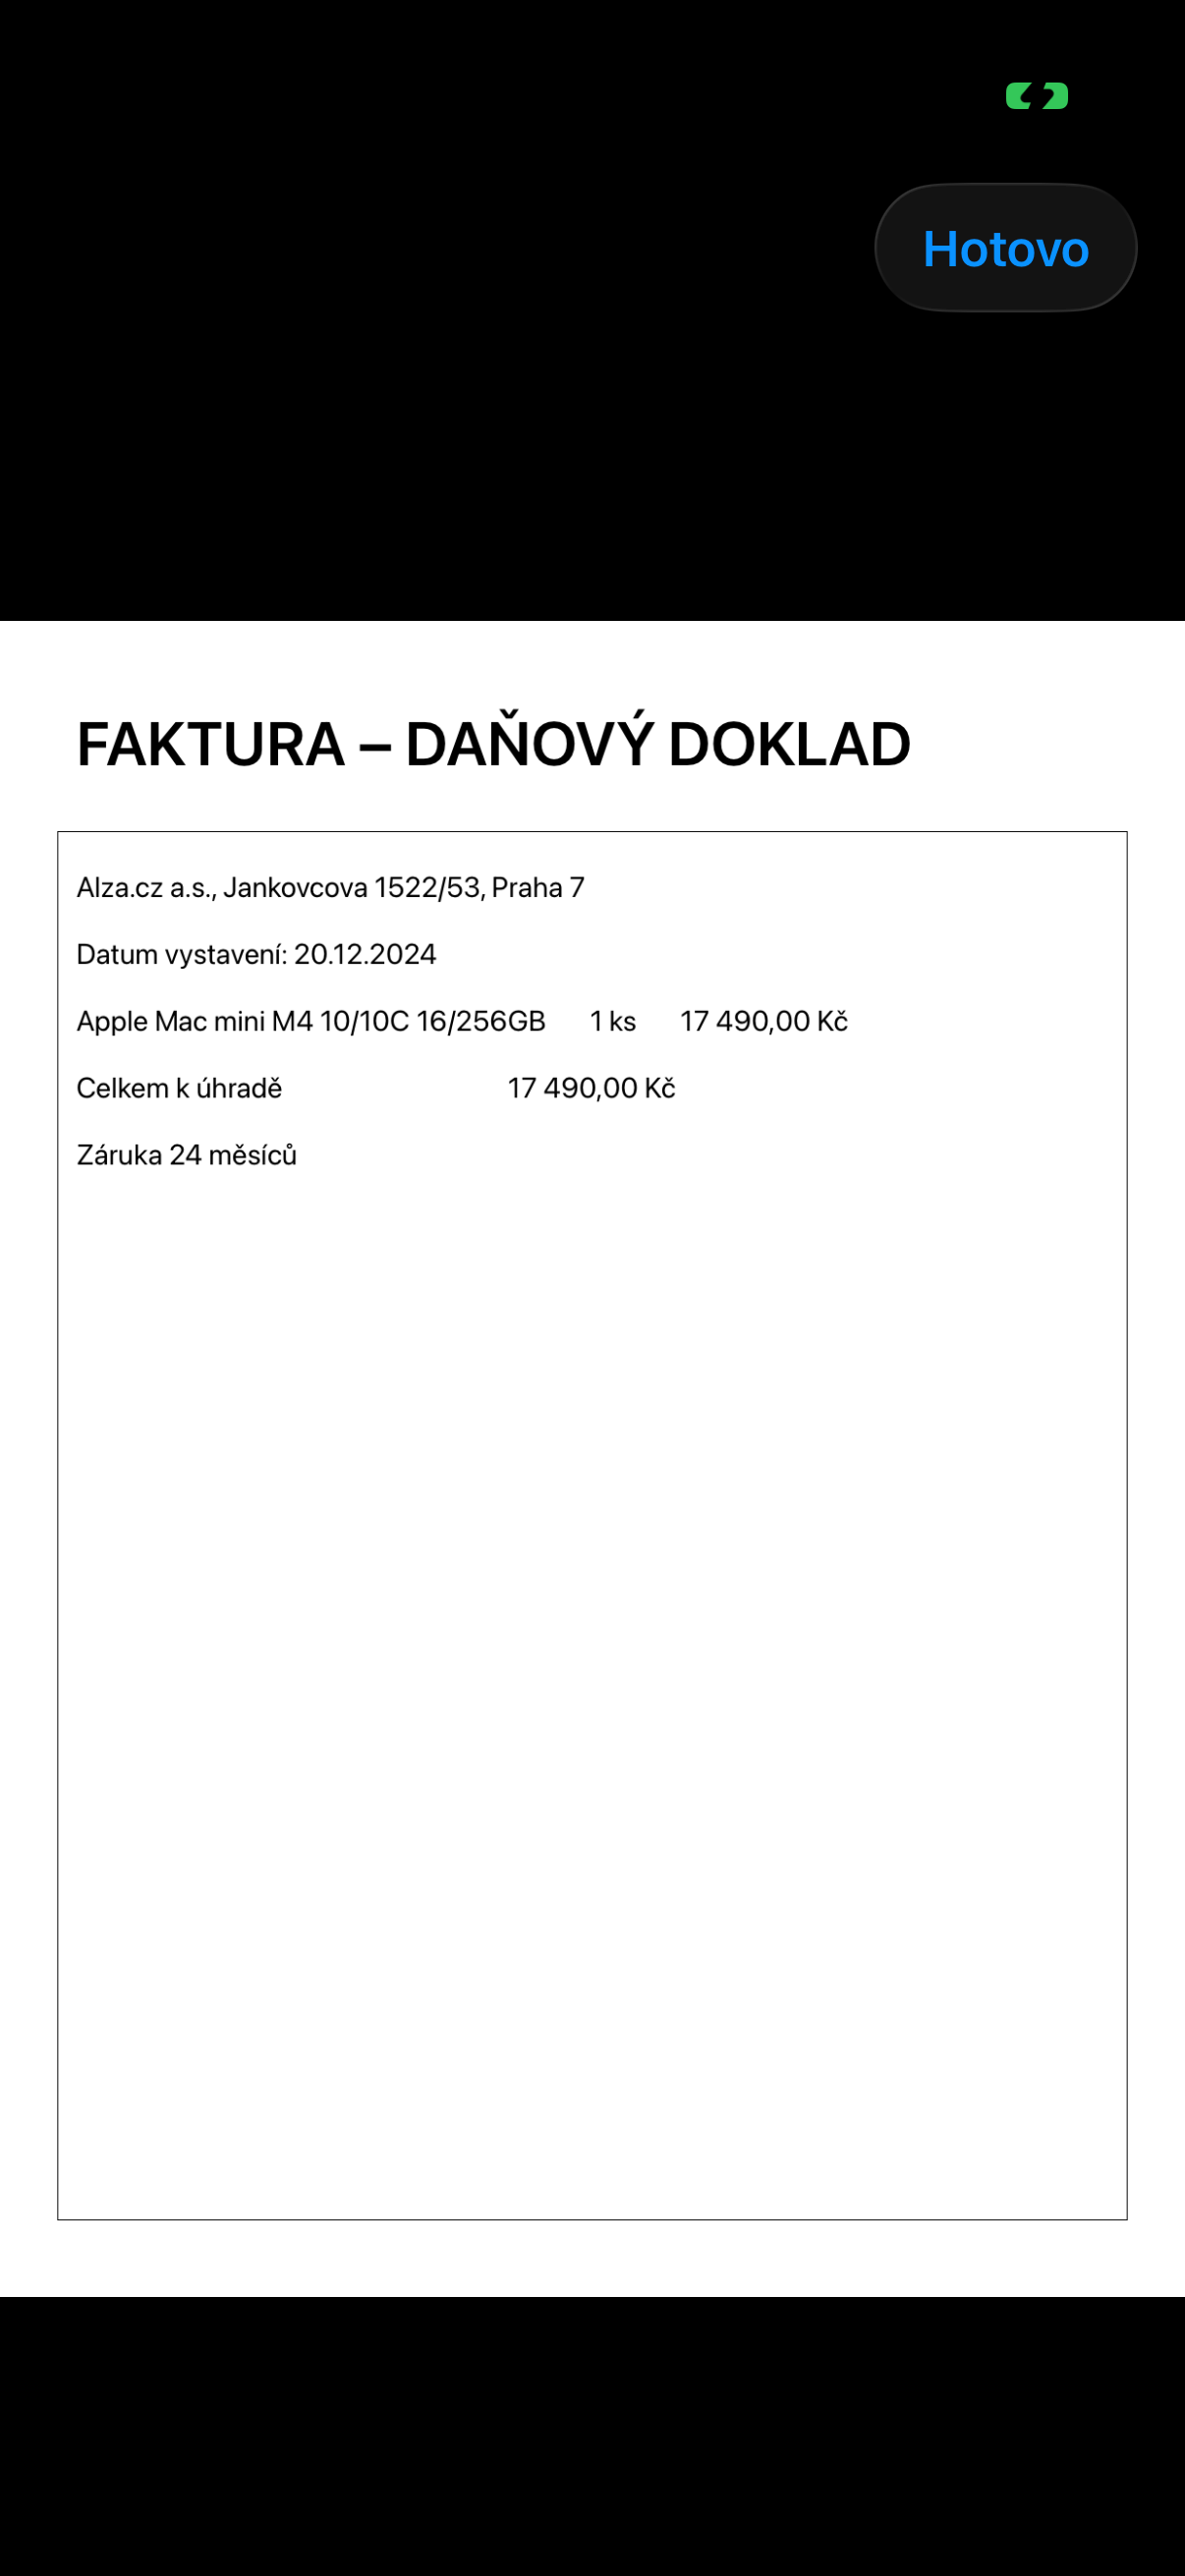 Hotovo
FAKTURA – DAŇOVÝ DOKLAD
Alza.cz a.s., Jankovcova 1522/53, Praha 7
Datum vystavení: 20.12.2024
Apple Mac mini M4 10/10C 16/256GB 1 ks 17 490,00 Kč
Celkem k úhradě 17 490,00 Kč
Záruka 24 měsíců